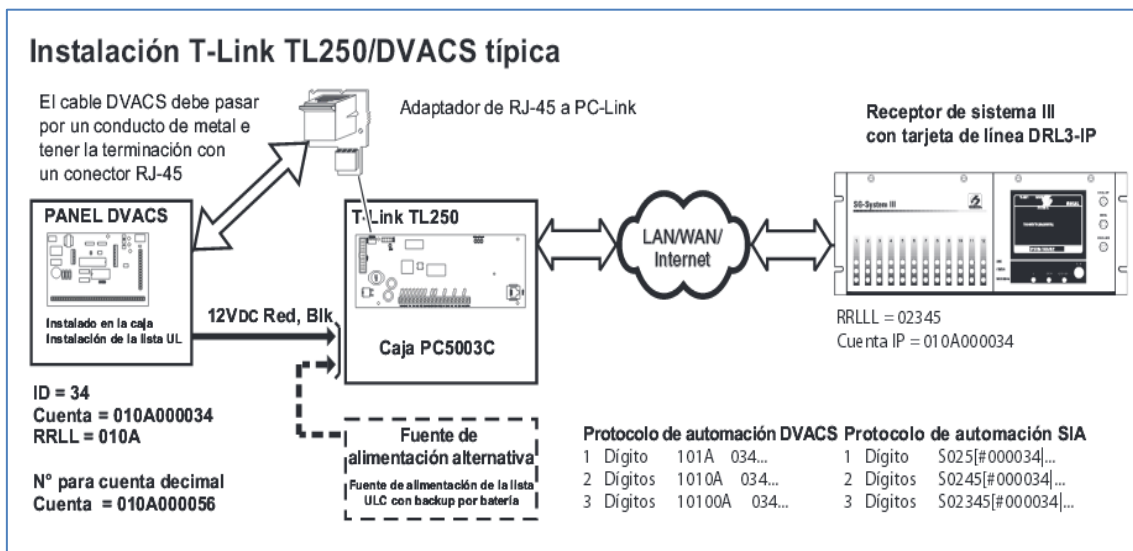 Instalación T-Link TL250/DVACS típica
El cable DVACS debe pasar
por un conducto de metal e
tener la terminación con
un conector RJ-45
Adaptador de RJ-45 a PC-Link
Receptor de sistema III
con tarjeta de línea DRL3-IP
PANEL DVACS
Instalado en la caja
Instalación de la lista UL
T-Link TL250
Caja PC5003C
12VDC Red, Blk
LAN/WAN/
Internet
SG-System III
RRLLL = 02345
Cuenta IP = 010A000034
ID = 34
Cuenta = 010A000034
RRLL = 010A
N° para cuenta decimal
Cuenta = 010A000056
Fuente de
alimentación alternativa
Fuente de alimentación de la lista
ULC con backup por batería
Protocolo de automación DVACS
1 Dígito 101A 034...
2 Dígitos 1010A 034...
3 Dígitos 10100A 034...
Protocolo de automación SIA
1 Dígito S025[#000034|...
2 Dígitos S0245[#000034|...
3 Dígitos S02345[#000034|...